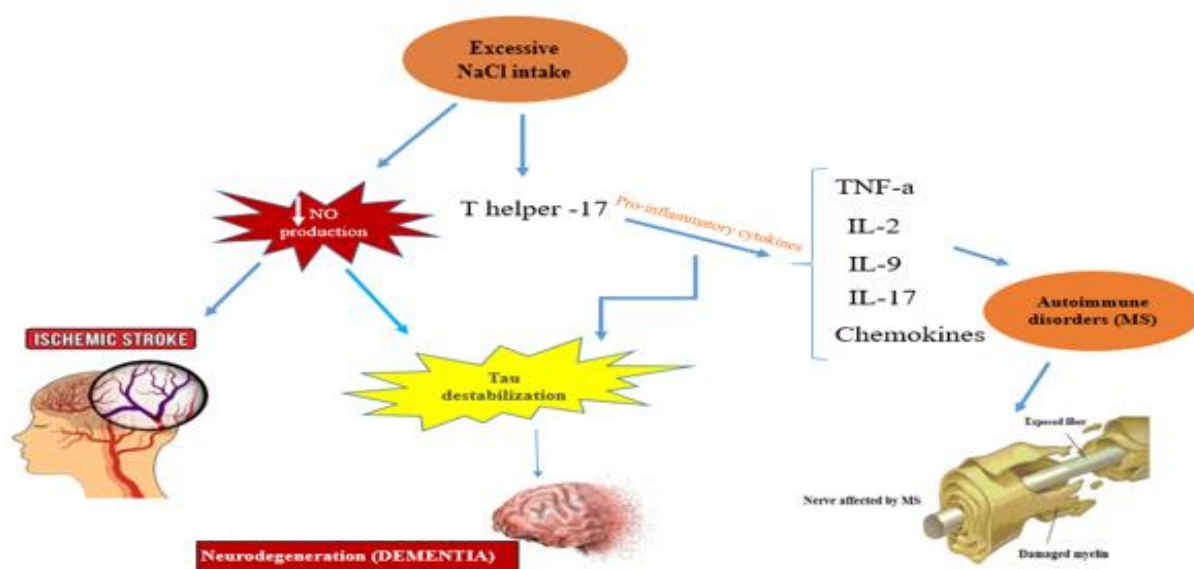 Excessive
NaCl intake
NO
production
T helper -17
Pro-inflammatory cytokines
TNF-a
IL-2
IL-9
IL-17
Chemokines
Autoimmune
disorders (MS)
ISCHEMIC STROKE
Tau
destabilization
Exposed fiber
Nerve affected by MS
Damaged myelin
Neurodegeneration (DEMENTIA)